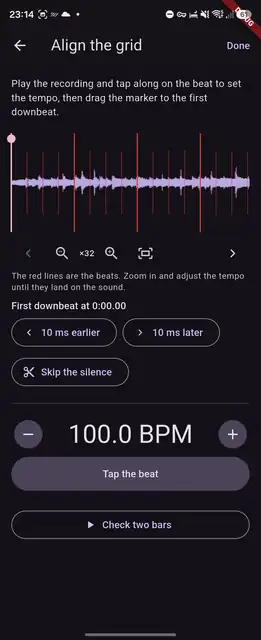 23:14
Align the grid
Done
Play the recording and tap along on the beat to set
the tempo, then drag the marker to the first
downbeat.
×32
The red lines are the beats. Zoom in and adjust the tempo
until they land on the sound.
First downbeat at 0:00.00
10 ms earlier
10 ms later
Skip the silence
100.0 BPM
Tap the beat
Check two bars